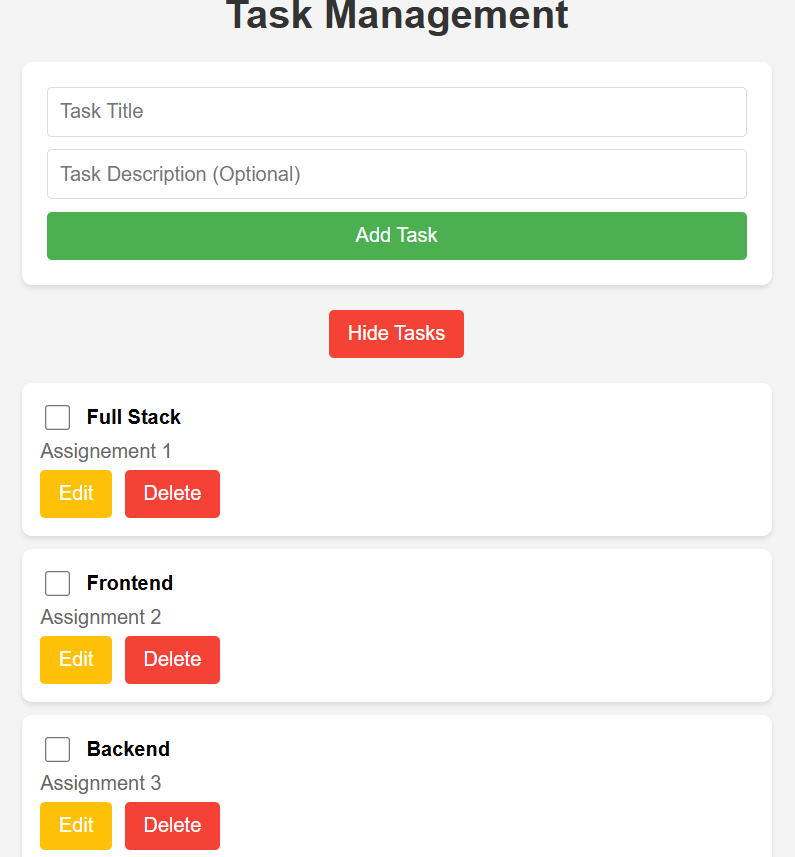 Task Management
Task Title
Task Description (Optional)
Add Task
Hide Tasks
Full Stack
Assignement 1
Edit Delete
Frontend
Assignment 2
Edit Delete
Backend
Assignment 3
Edit Delete